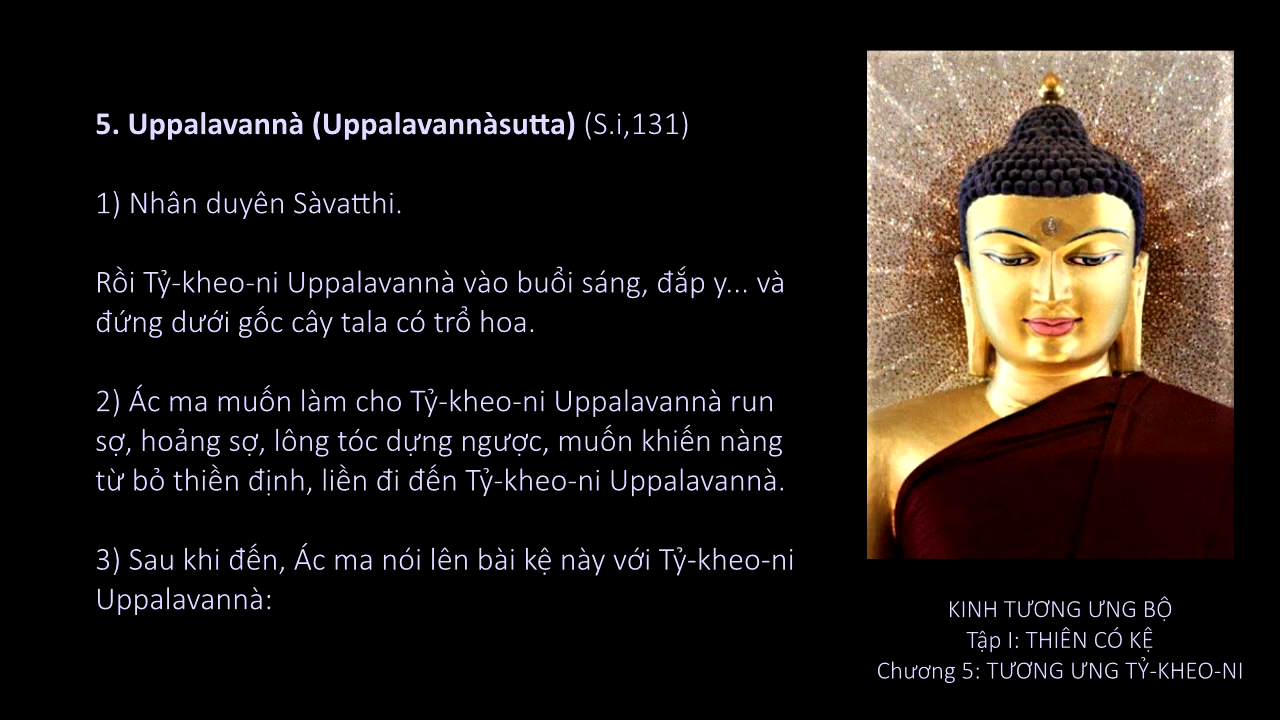 5. Uppalavannà (Uppalavannàsutta) (S.i,131)
1) Nhân duyên Sàvatthi.
Rồi Tỷ-kheo-ni Uppalavannà vào buổi sáng, đắp y... và
đứng dưới gốc cây tala có trổ hoa.
2) Ác ma muốn làm cho Tỷ-kheo-ni Uppalavannà run
sợ, hoảng sợ, lông tóc dựng ngược, muốn khiến nàng
từ bỏ thiền định, liền đi đến Tỷ-kheo-ni Uppalavannà.
3) Sau khi đến, Ác ma nói lên bài kệ này với Tỷ-kheo-ni
Uppalavannà:
KINH TƯƠNG ƯNG BỘ
Tập I: THIÊN CÓ KỆ
Chương 5: TƯƠNG ƯNG TỶ-KHEO-NI